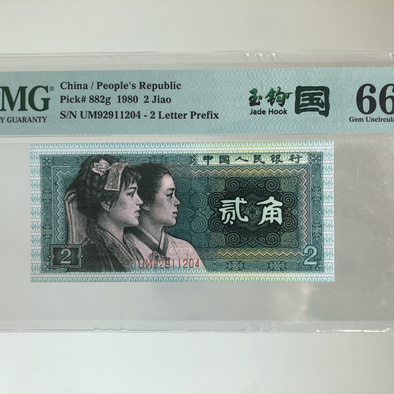 China / People's Republic
Pick# 882g 1980 2 Jiao
S/N UM92911204 - 2 Letter Prefix
MG
Y GUARANTY
玉钩国
Jade Hook
66
Gem Uncircula
中国人民银行
贰角
2
2
UM92911204